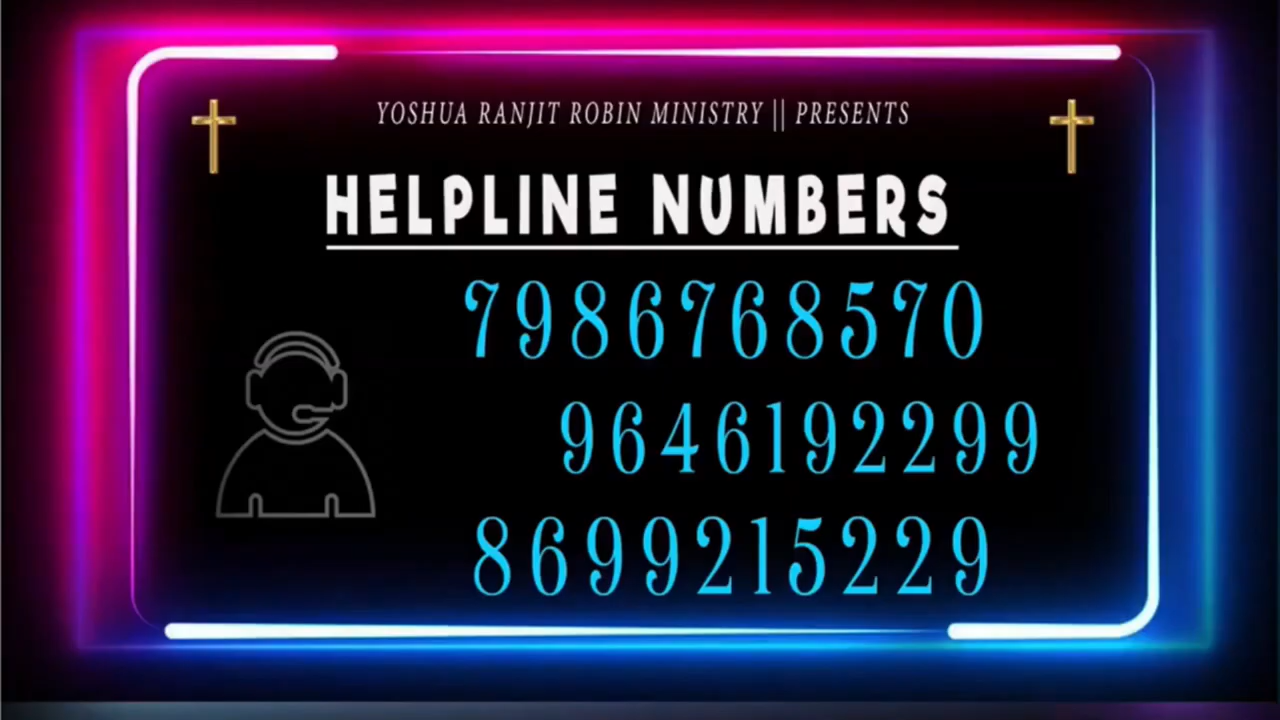 YOSHUA RANJIT ROBIN MINISTRY || PRESENTS
HELPLINE NUMBERS
7986768570
9646192299
8699215229